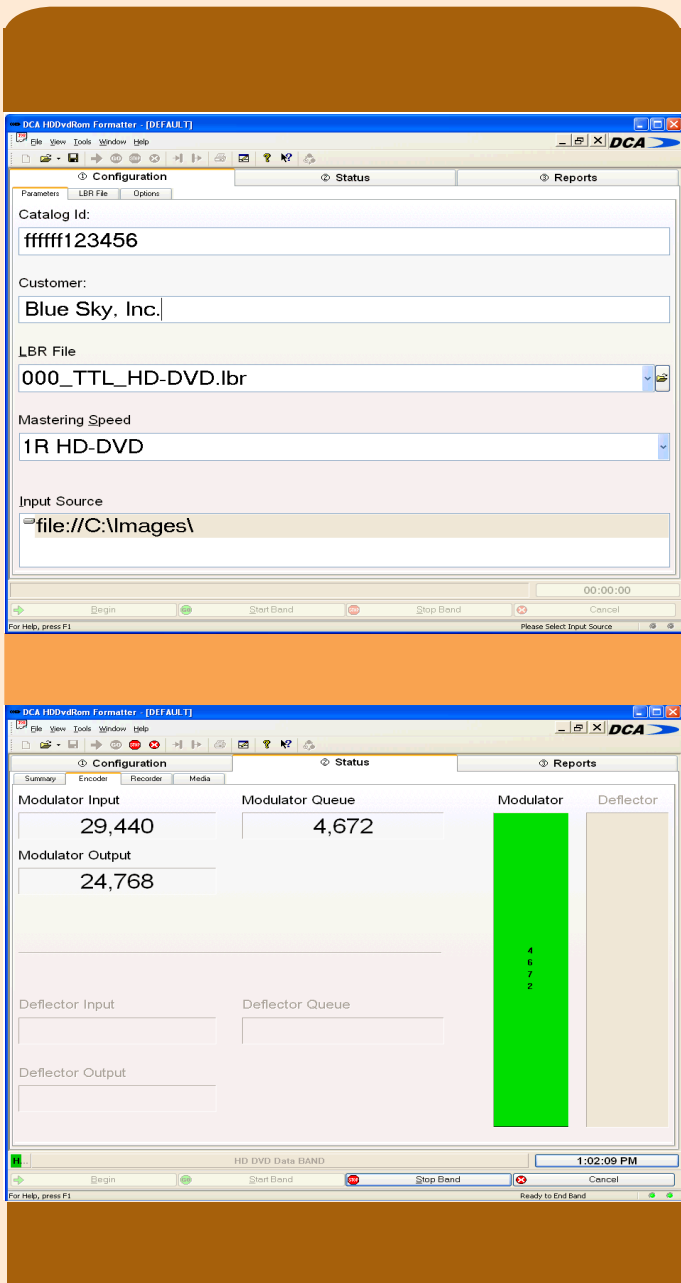 DCA HDDvdRom Formatter - [DEFAULT]
File View Tools Window Help
DCA
① Configuration ② Status ③ Reports
Parameters LBR File Options
Catalog Id:
ffffff123456
Customer:
Blue Sky, Inc.
LBR File
000_TTL_HD-DVD.lbr
Mastering Speed
1R HD-DVD
Input Source
file://C:\Images\
00:00:00
Begin GO Start Band STOP Stop Band Cancel
For Help, press F1 Please Select Input Source
DCA HDDvdRom Formatter - [DEFAULT]
File View Tools Window Help
DCA
① Configuration ② Status ③ Reports
Summary Encoder Recorder Media
Modulator Input Modulator Queue Modulator Deflector
29,440 4,672
Modulator Output
24,768
4
6
7
2
Deflector Input Deflector Queue
Deflector Output
H... HD DVD Data BAND 1:02:09 PM
Begin GO Start Band STOP Stop Band Cancel
For Help, press F1 Ready to End Band